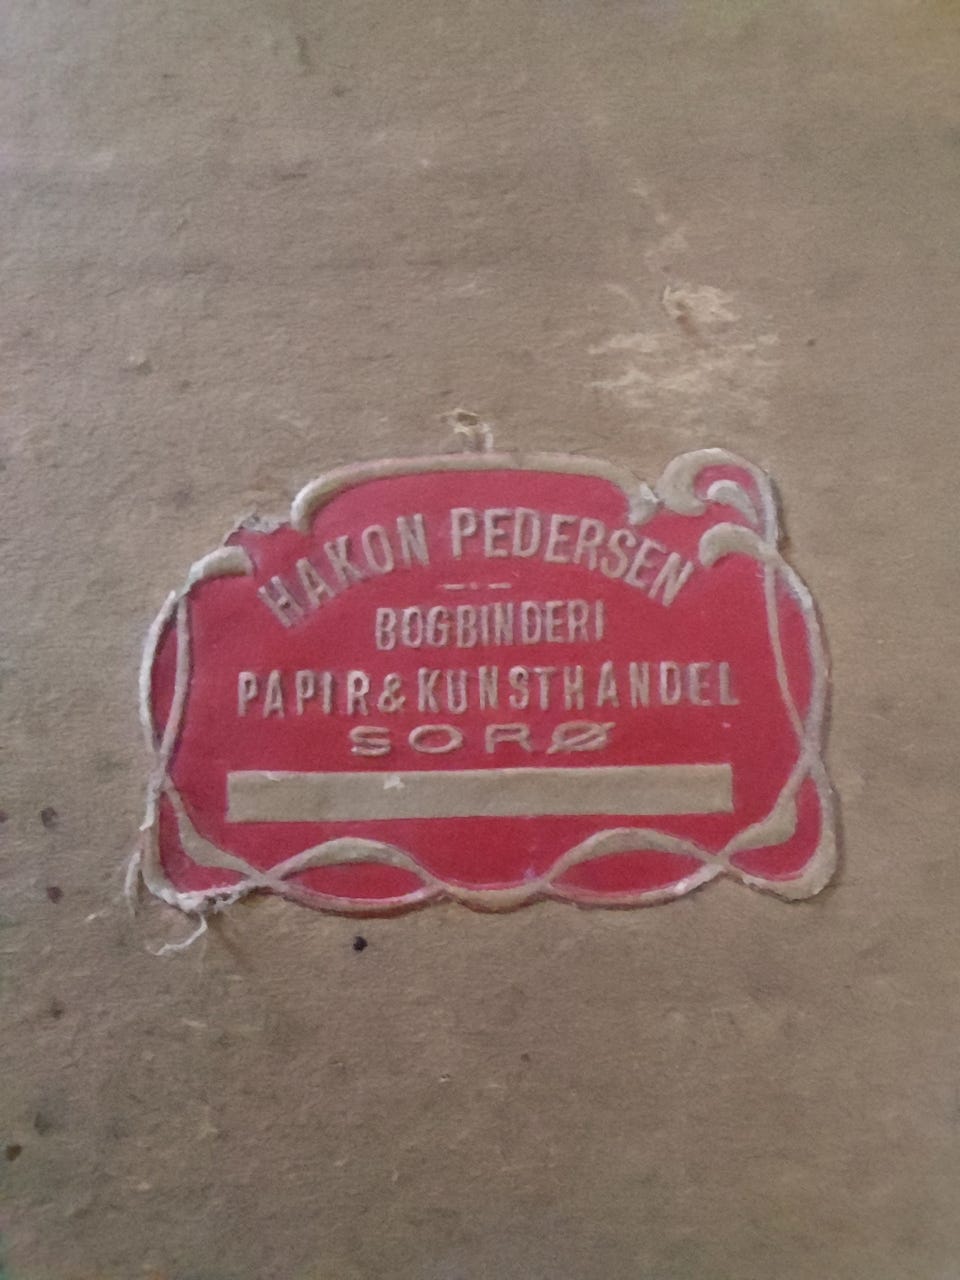 HAKON PEDERSEN
BOGBINDERI
PAPIR & KUNSTHANDEL
SORØ